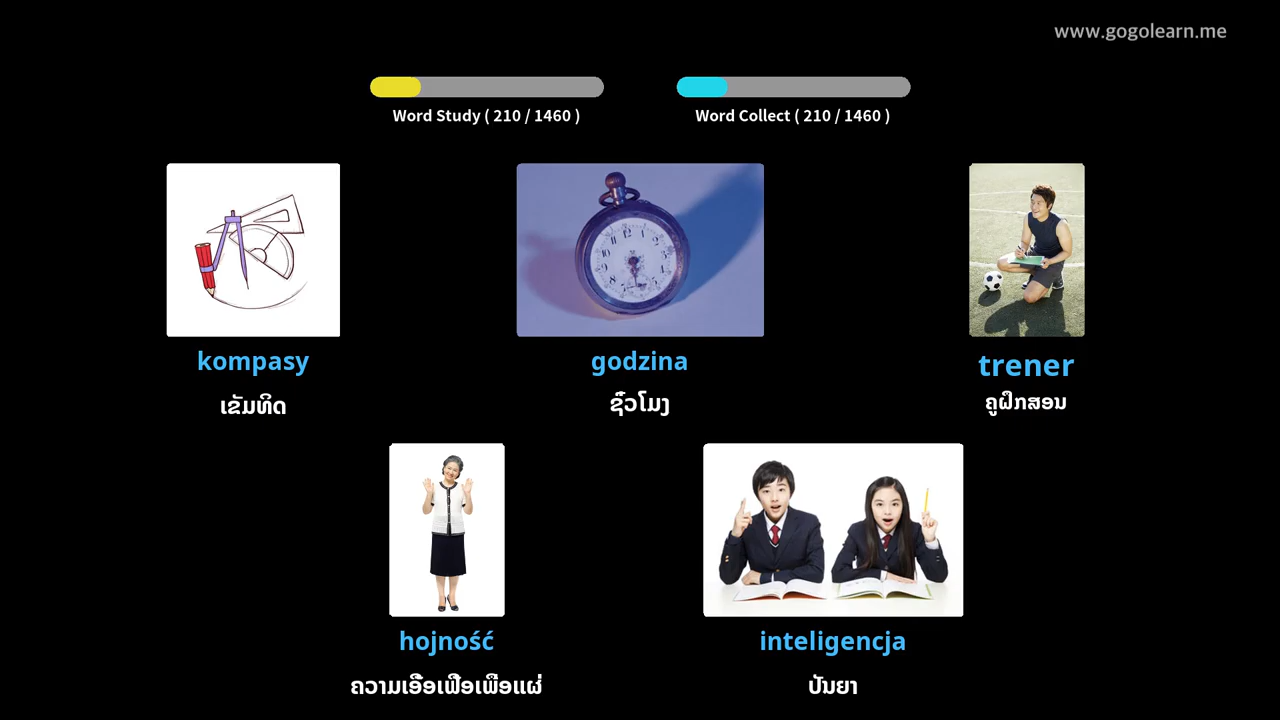 www.gogolearn.me
Word Study ( 210 / 1460 )
Word Collect ( 210 / 1460 )
kompasy
ເຂັມທິດ
godzina
ຊົ່ວໂມງ
trener
ຄູຝຶກສອນ
hojność
ຄວາມເອື້ອເຟື້ອເພື່ອແຜ່
inteligencja
ປັນຍາ